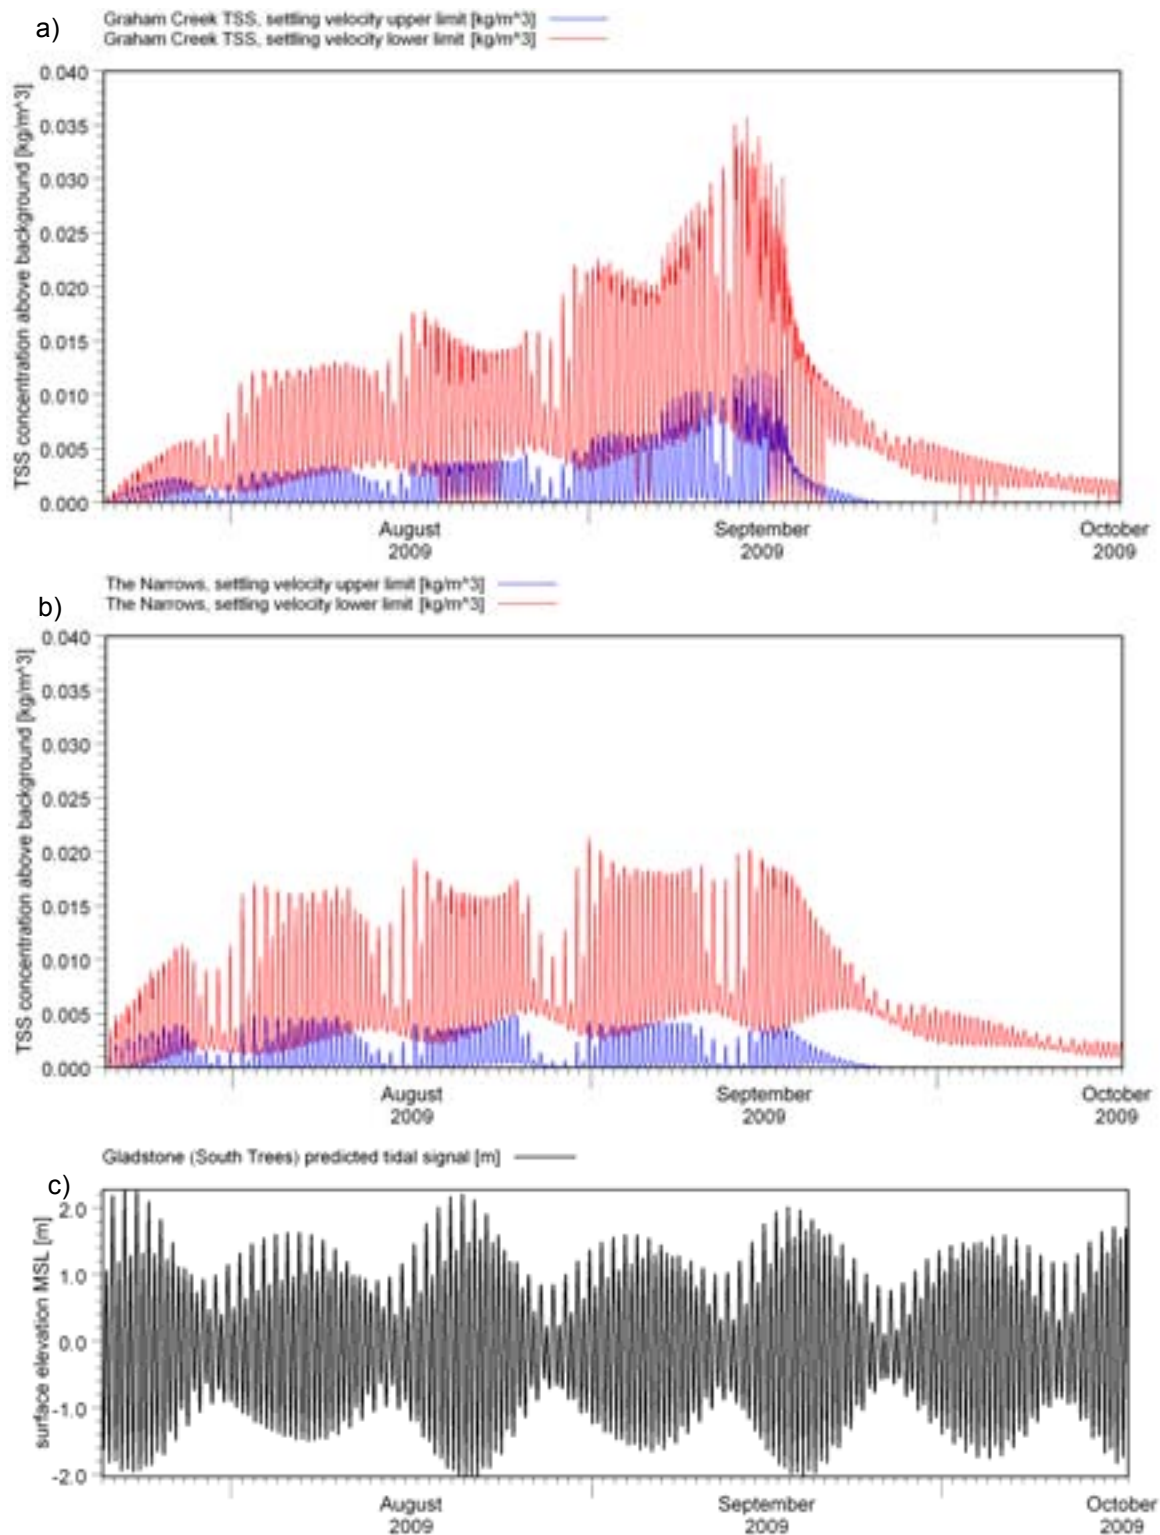 a)
Graham Creek TSS, settling velocity upper limit [kg/m^3]
Graham Creek TSS, settling velocity lower limit [kg/m^3]
TSS concentration above background [kg/m^3]
0.040
0.035
0.030
0.025
0.020
0.015
0.010
0.005
0.000
August September October
2009 2009 2009
b)
The Narrows, settling velocity upper limit [kg/m^3]
The Narrows, settling velocity lower limit [kg/m^3]
TSS concentration above background [kg/m^3]
0.040
0.035
0.030
0.025
0.020
0.015
0.010
0.005
0.000
August September October
2009 2009 2009
Gladstone (South Trees) predicted tidal signal [m]
c)
surface elevation MSL [m]
2.0
1.0
0.0
-1.0
-2.0
August September October
2009 2009 2009